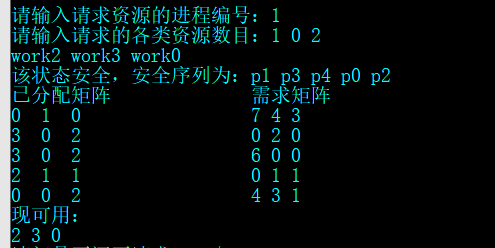 请输入请求资源的进程编号：1
请输入请求的各类资源数目：1 0 2
work2 work3 work0
该状态安全，安全序列为：p1 p3 p4 p0 p2
已分配矩阵 需求矩阵
0 1 0 7 4 3
3 0 2 0 2 0
3 0 2 6 0 0
2 1 1 0 1 1
0 0 2 4 3 1
现可用：
2 3 0